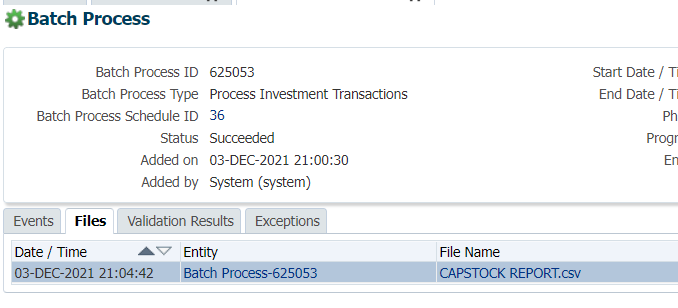 Batch Process
Batch Process ID 625053 Start Date / Ti
Batch Process Type Process Investment Transactions End Date / Ti
Batch Process Schedule ID 36 Ph
Status Succeeded Progr
Added on 03-DEC-2021 21:00:30 En
Added by System (system)
Events Files Validation Results Exceptions
Date / Time Entity File Name
03-DEC-2021 21:04:42 Batch Process-625053 CAPSTOCK REPORT.csv